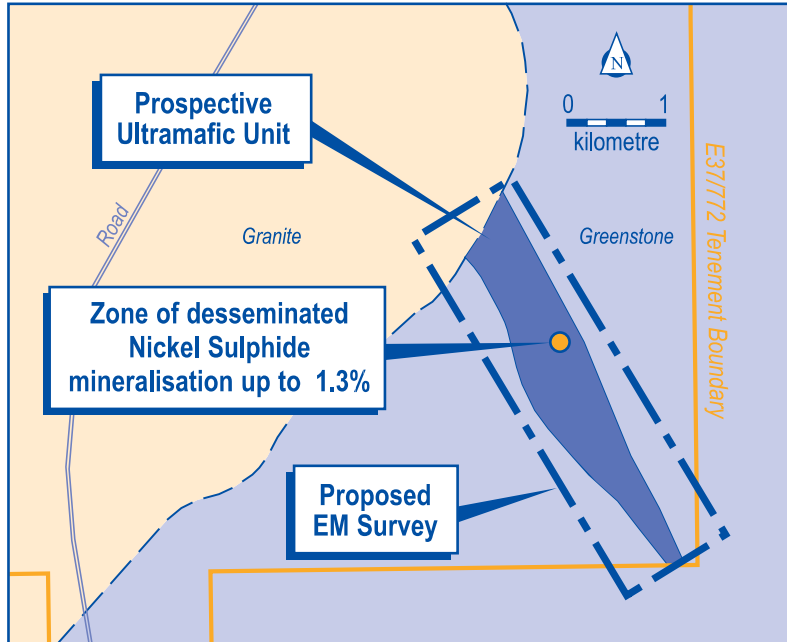 N
0 1
kilometre
Prospective
Ultramafic Unit
Road
Granite
Greenstone
E37/772 Tenement Boundary
Zone of desseminated
Nickel Sulphide
mineralisation up to 1.3%
Proposed
EM Survey